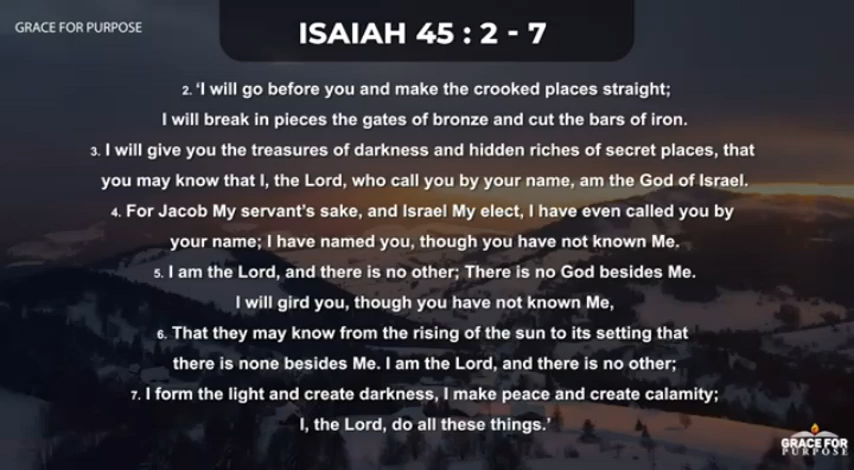 GRACE FOR PURPOSE
ISAIAH 45 : 2 - 7
2. ‘I will go before you and make the crooked places straight;
I will break in pieces the gates of bronze and cut the bars of iron.
3. I will give you the treasures of darkness and hidden riches of secret places, that
you may know that I, the Lord, who call you by your name, am the God of Israel.
4. For Jacob My servant’s sake, and Israel My elect, I have even called you by
your name; I have named you, though you have not known Me.
5. I am the Lord, and there is no other; There is no God besides Me.
I will gird you, though you have not known Me,
6. That they may know from the rising of the sun to its setting that
there is none besides Me. I am the Lord, and there is no other;
7. I form the light and create darkness, I make peace and create calamity;
I, the Lord, do all these things.’
GRACE FOR
PURPOSE